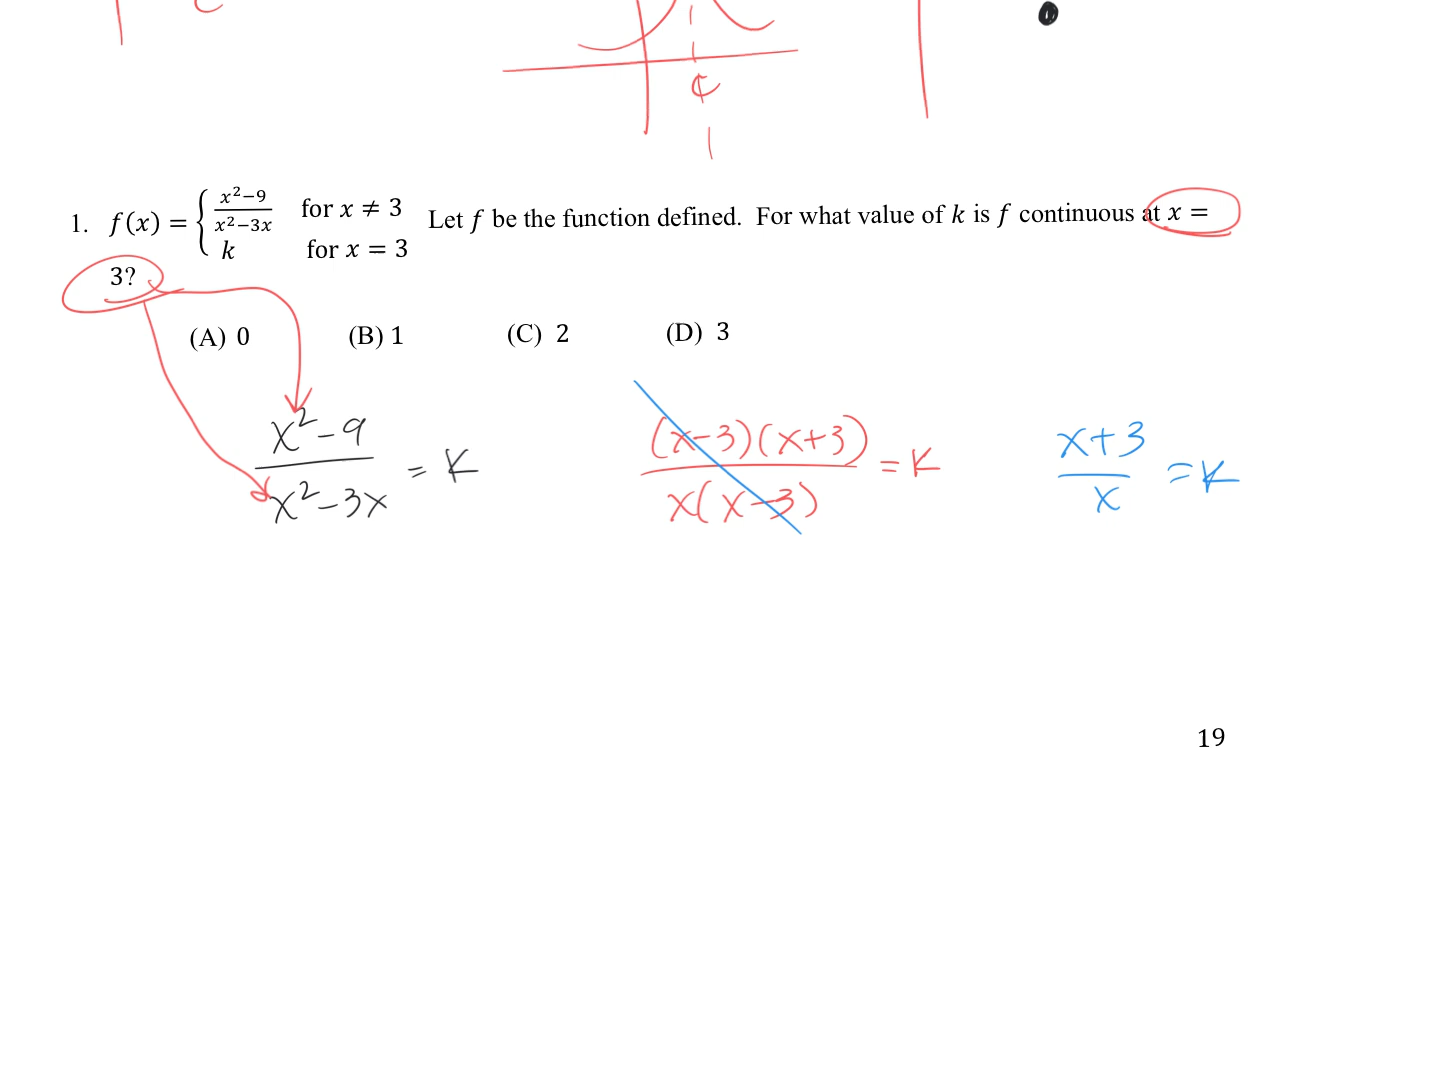 c
¢
1. f(x) = { x²−9 / x²−3x for x ≠ 3 Let f be the function defined. For what value of k is f continuous at x =
k for x = 3
3?
(A) 0 (B) 1 (C) 2 (D) 3
x²−9 / x²−3x = K (x−3)(x+3) / x(x−3) = K x+3 / x = K
19